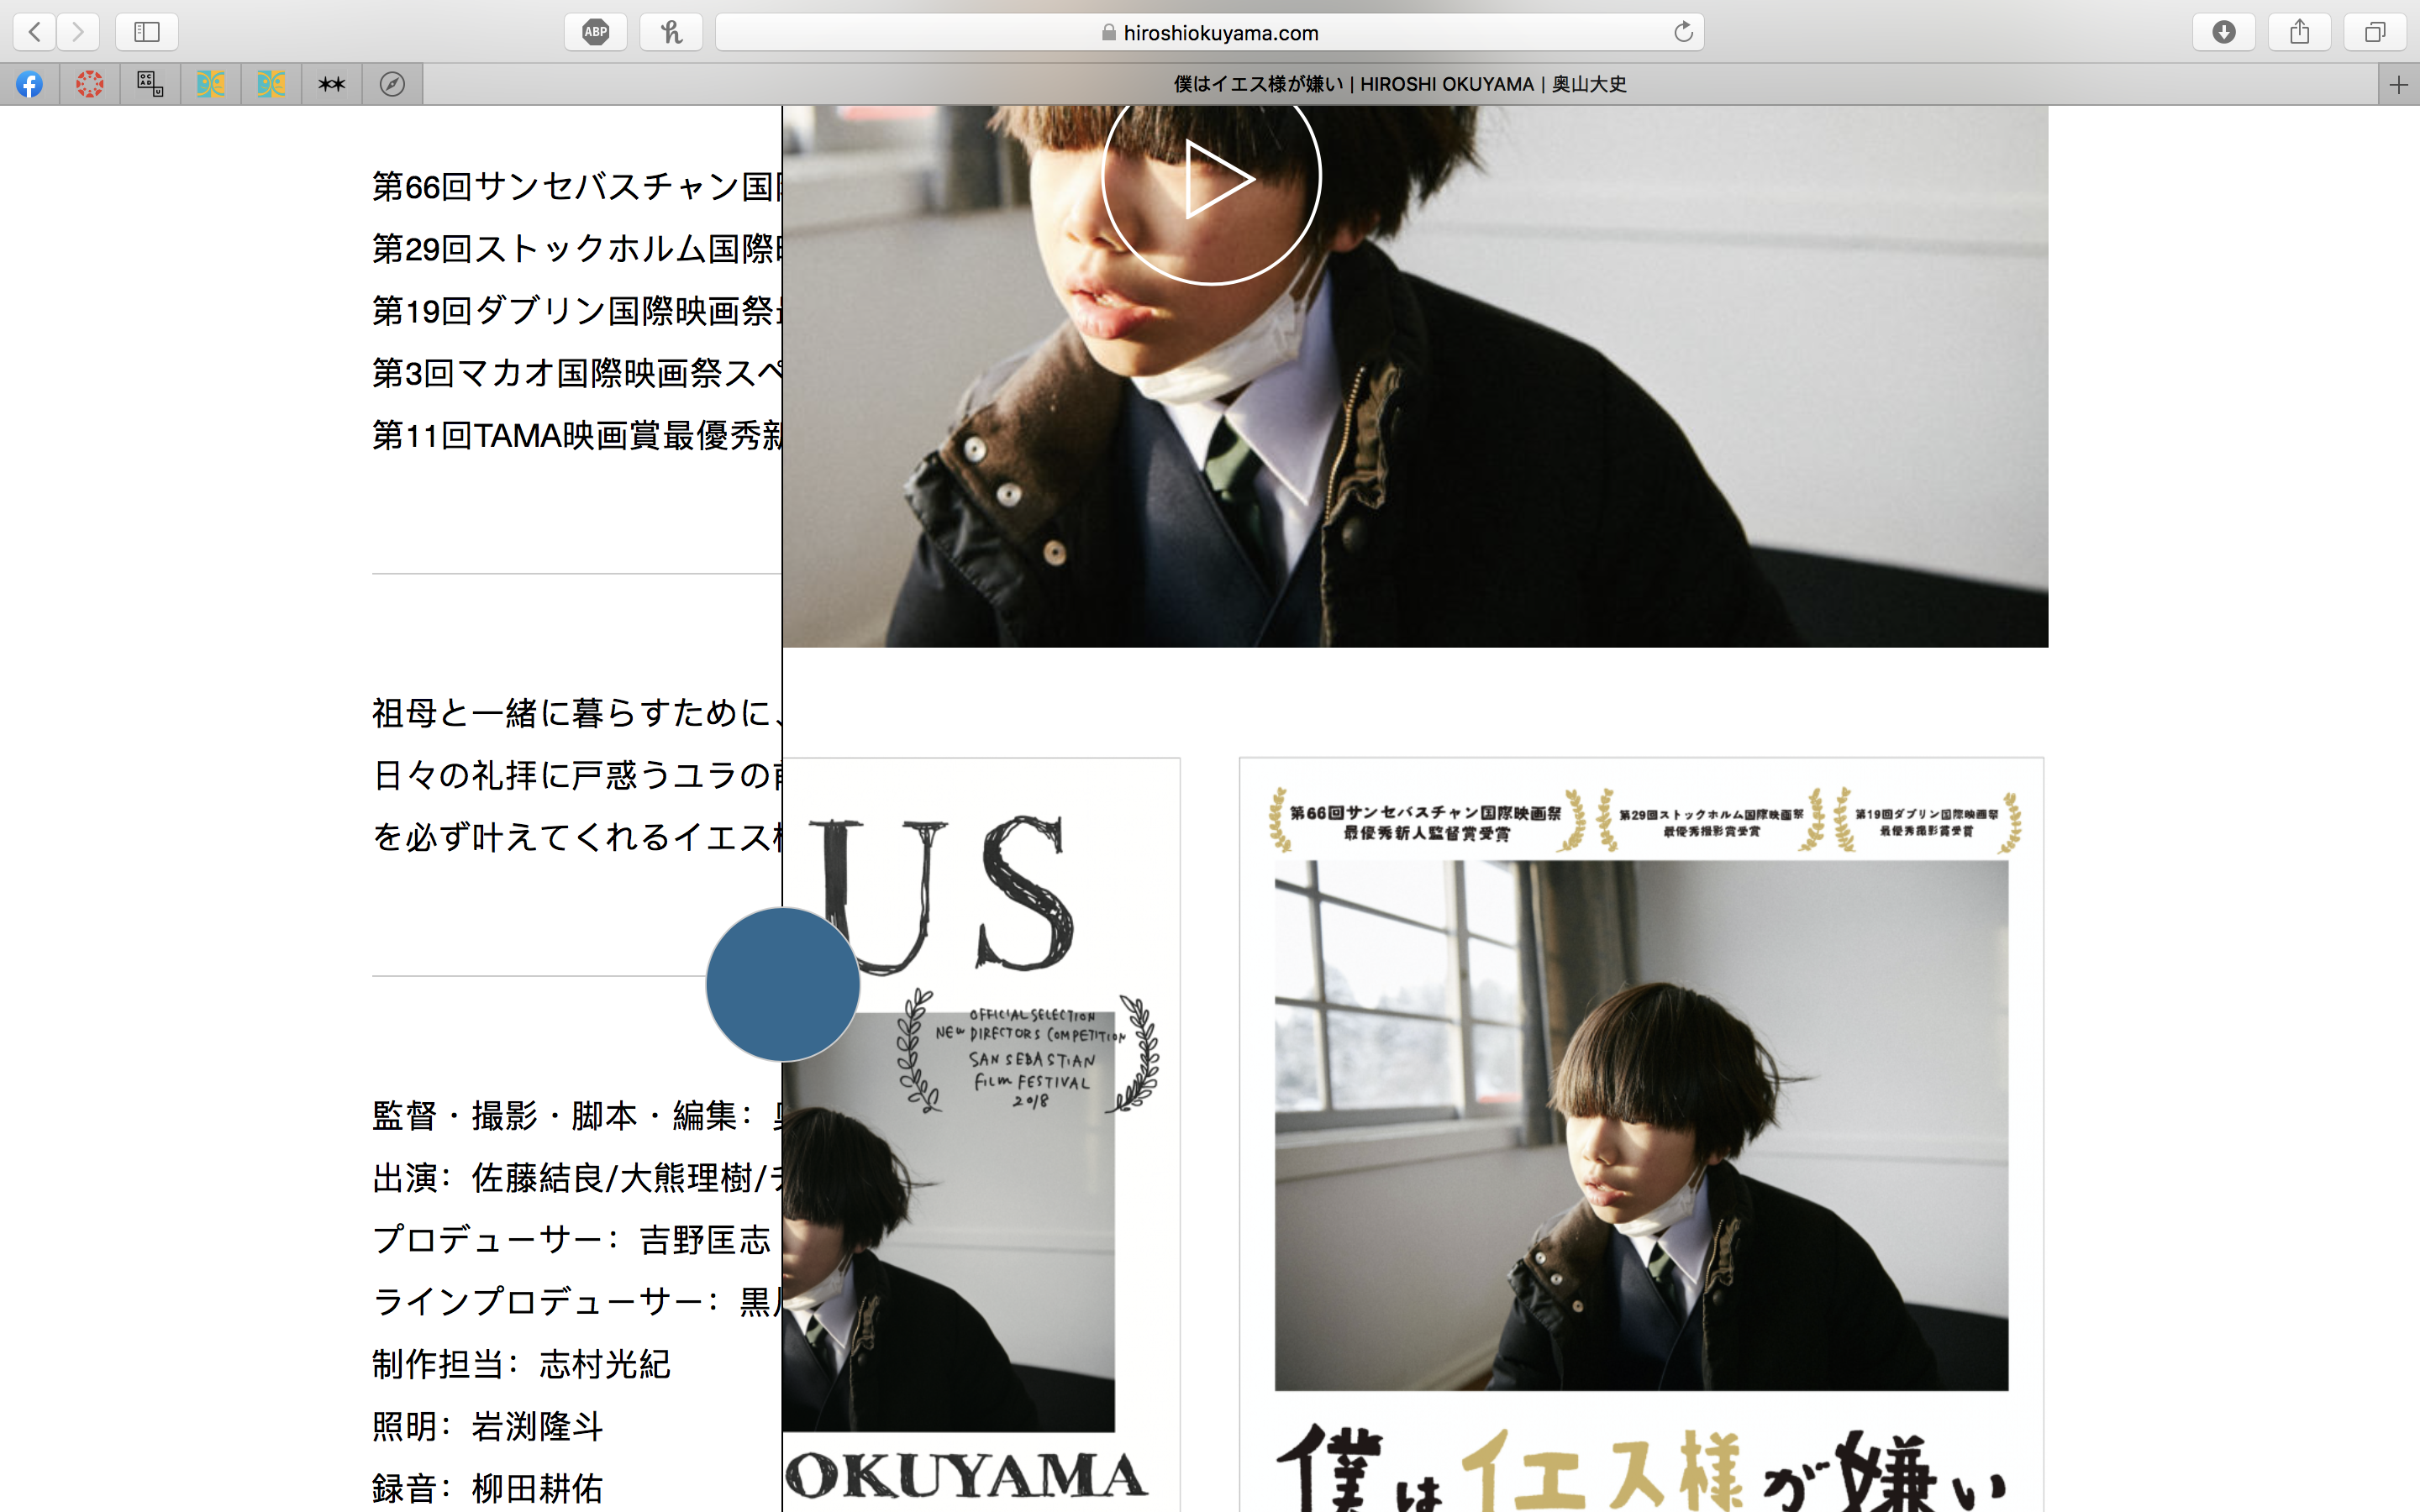 ABP
hiroshiokuyama.com
OCAD U
僕はイエス様が嫌い | HIROSHI OKUYAMA | 奥山大史
第66回サンセバスチャン国
第29回ストックホルム国際
第19回ダブリン国際映画祭
第3回マカオ国際映画祭スペ
第11回TAMA映画賞最優秀新
祖母と一緒に暮らすために、
日々の礼拝に戸惑うユラの
を必ず叶えてくれるイエス様
監督・撮影・脚本・編集：
出演：佐藤結良/大熊理樹/チ
プロデューサー：吉野匡志
ラインプロデューサー：黒川
制作担当：志村光紀
照明：岩渕隆斗
録音：柳田耕佑
US
OFFICIAL SELECTION
NEW DIRECTORS COMPETITION
SAN SEBASTIAN
FILM FESTIVAL
2018
OKUYAMA
第66回サンセバスチャン国際映画祭
最優秀新人監督賞受賞
第29回ストックホルム国際映画祭
最優秀撮影賞受賞
第19回ダブリン国際映画祭
最優秀撮影賞受賞
僕はイエス様が嫌い